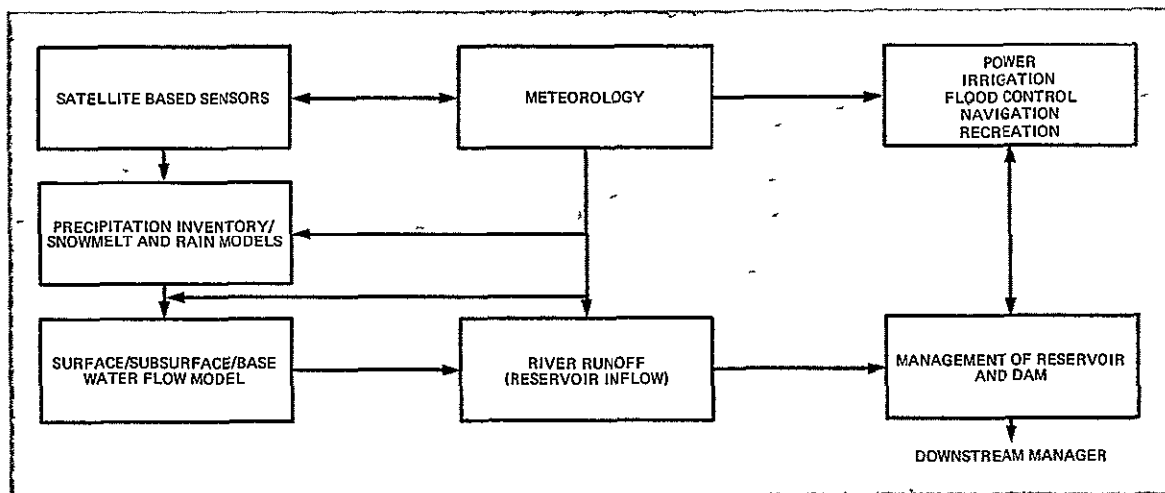 SATELLITE BASED SENSORS
METEOROLOGY
POWER
IRRIGATION
FLOOD CONTROL
NAVIGATION
RECREATION
PRECIPITATION INVENTORY/
SNOWMELT AND RAIN MODELS
SURFACE/SUBSURFACE/BASE
WATER FLOW MODEL
RIVER RUNOFF
(RESERVOIR INFLOW)
MANAGEMENT OF RESERVOIR
AND DAM
DOWNSTREAM MANAGER